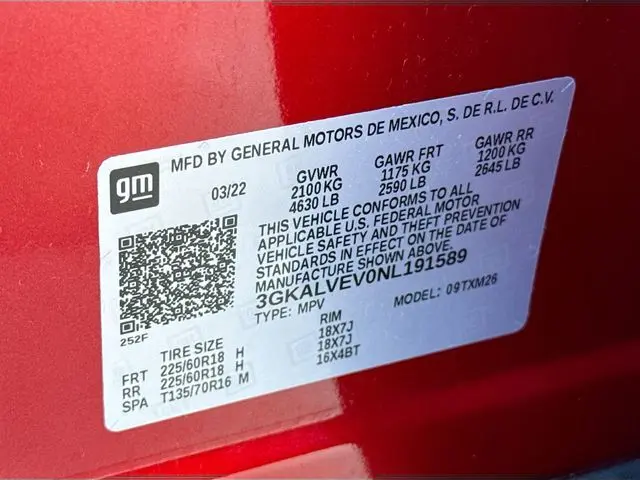 gm
MFD BY GENERAL MOTORS DE MEXICO, S. DE R.L. DE C.V.
03/22 GVWR GAWR FRT GAWR RR
2100 KG 1175 KG 1200 KG
4630 LB 2590 LB 2645 LB
THIS VEHICLE CONFORMS TO ALL
APPLICABLE U.S. FEDERAL MOTOR
VEHICLE SAFETY AND THEFT PREVENTION
STANDARDS IN EFFECT ON THE DATE OF
MANUFACTURE SHOWN ABOVE.
3GKALVEV0NL191589
TYPE: MPV MODEL: 09TXM26
252F
TIRE SIZE RIM
FRT 225/60R18 H 18X7J
RR 225/60R18 H 18X7J
SPA T135/70R16 M 16X4BT